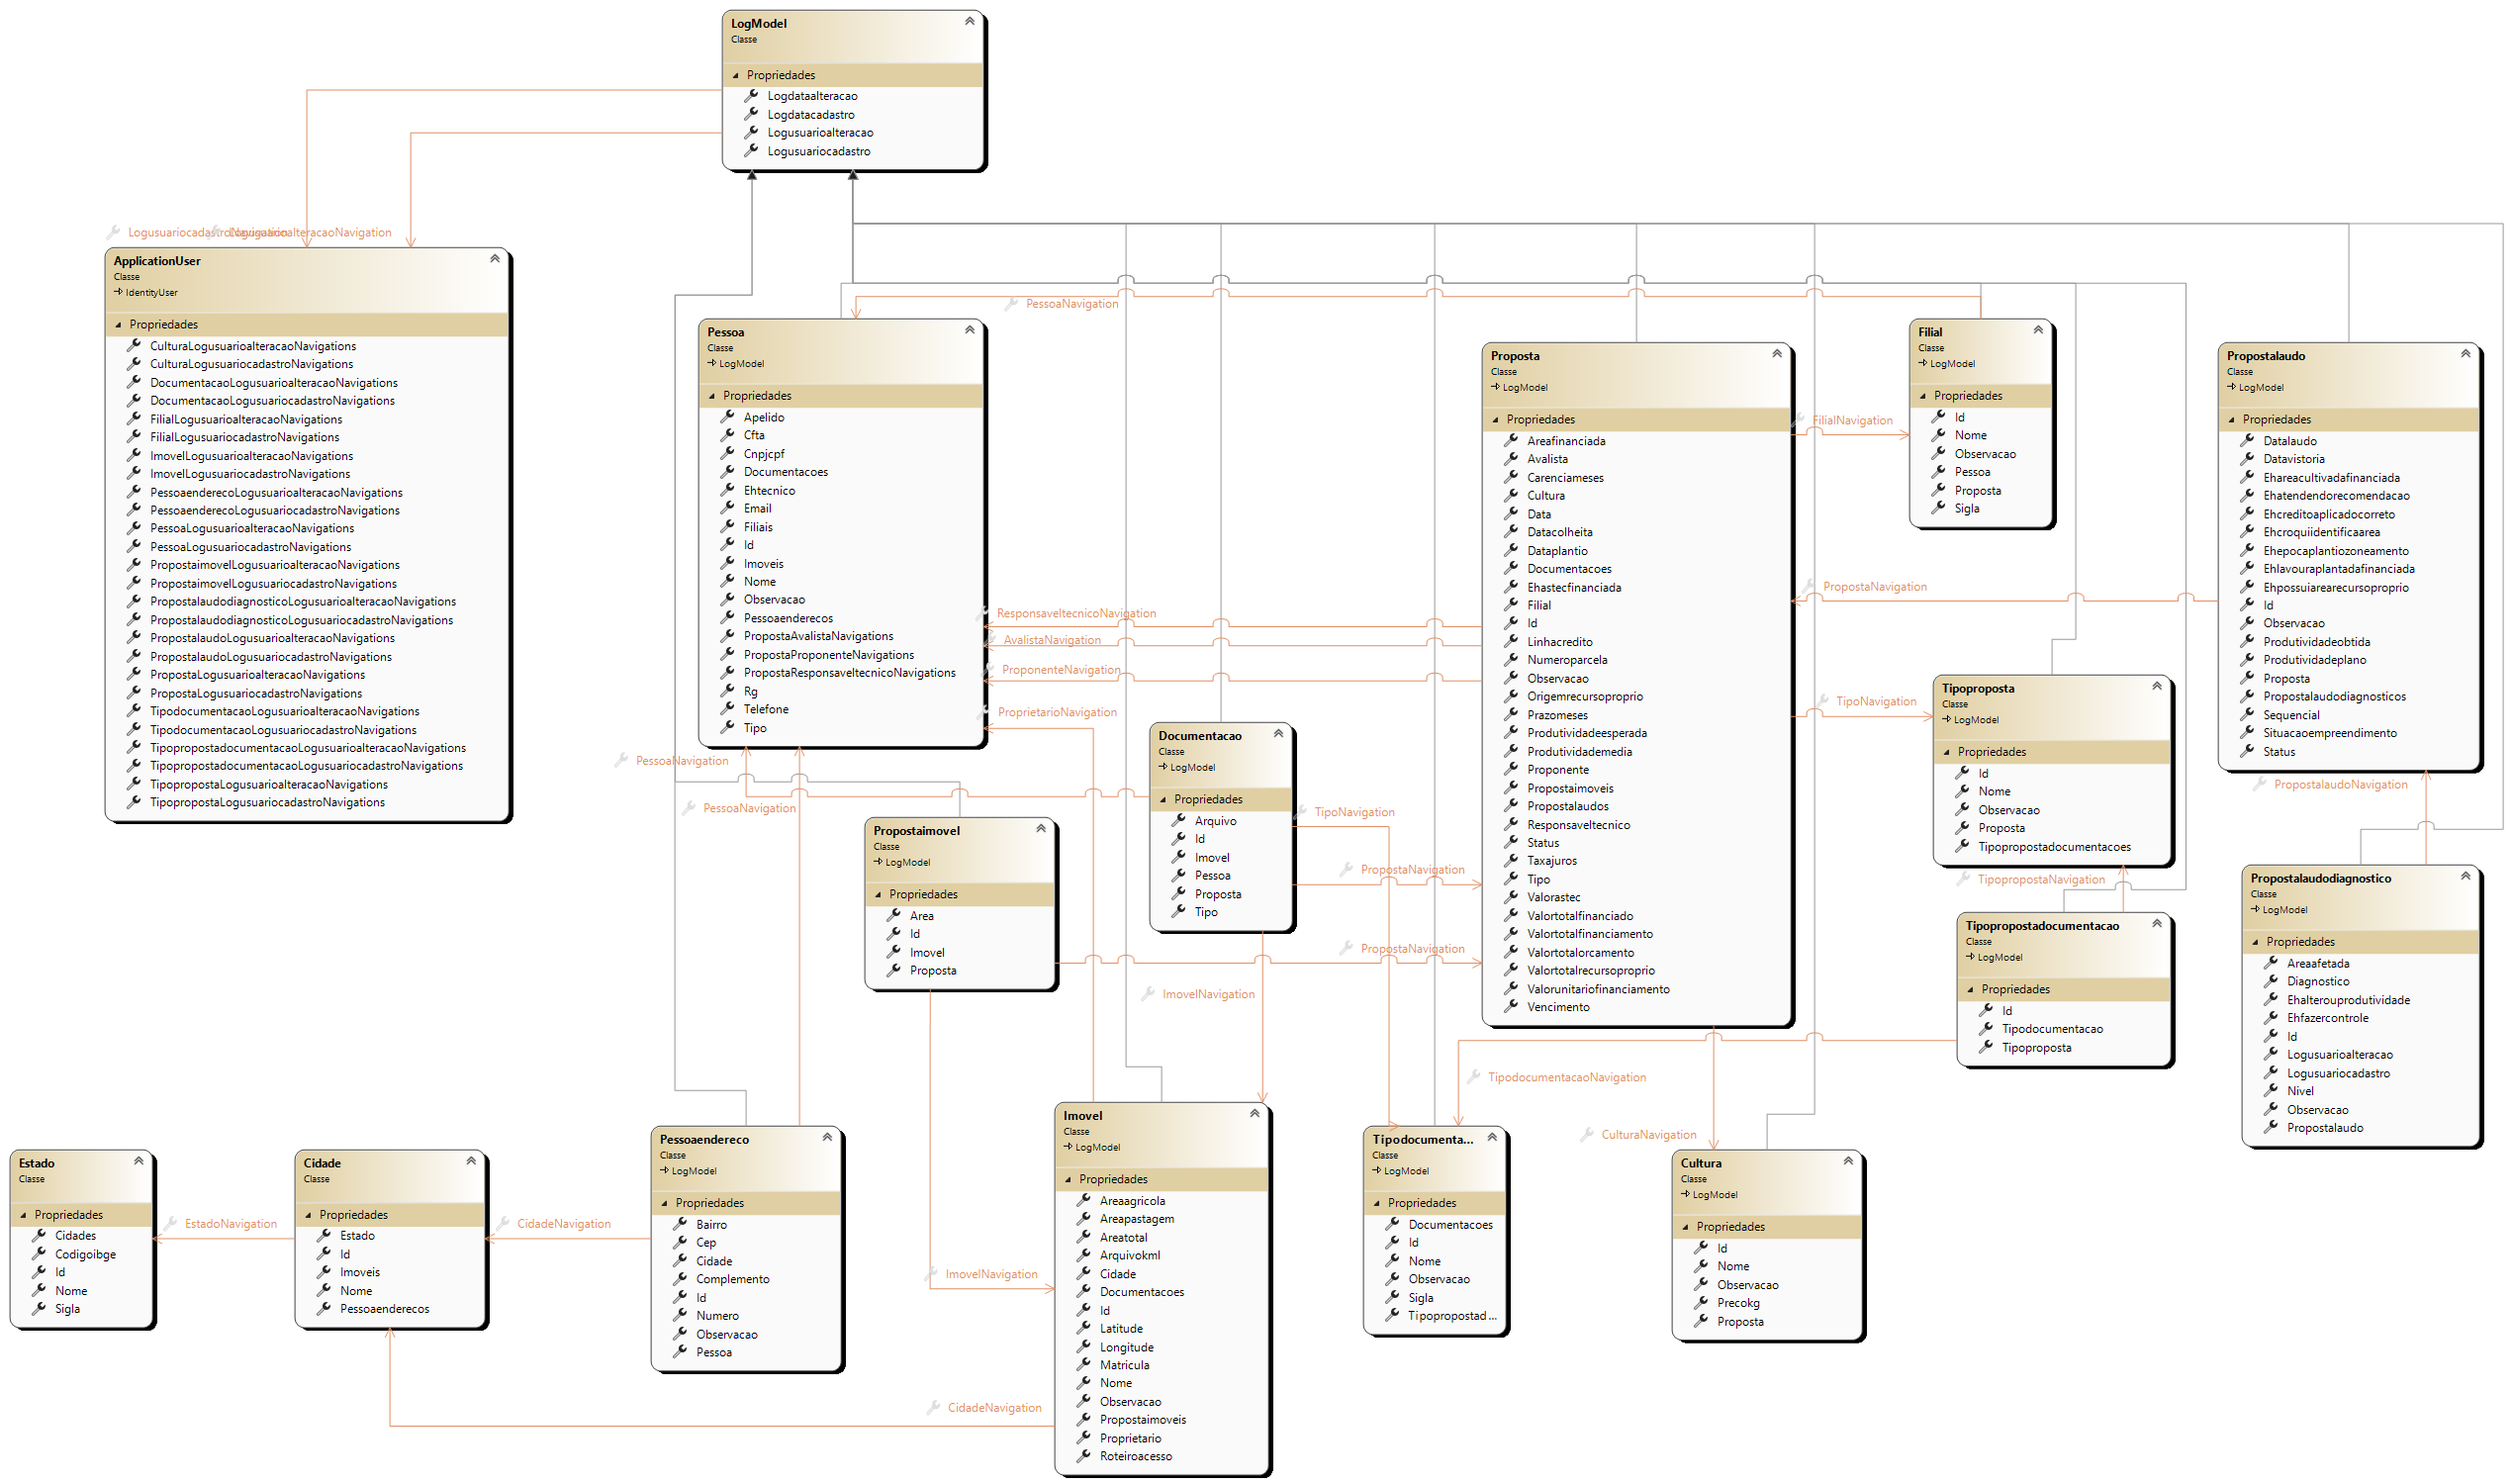 LogModel
Classe
Propriedades
Logdataalteracao
Logdatacadastro
Logusuarioalteracao
Logusuariocadastro
ApplicationUser
Classe
IdentityUser
Propriedades
CulturaLogusuarioalteracaoNavigations
CulturaLogusuariocadastroNavigations
DocumentacaoLogusuarioalteracaoNavigations
DocumentacaoLogusuariocadastroNavigations
FilialLogusuarioalteracaoNavigations
FilialLogusuariocadastroNavigations
ImovelLogusuarioalteracaoNavigations
ImovelLogusuariocadastroNavigations
PessoaenderecoLogusuarioalteracaoNavigations
PessoaenderecoLogusuariocadastroNavigations
PessoaLogusuarioalteracaoNavigations
PessoaLogusuariocadastroNavigations
PropostaimovelLogusuarioalteracaoNavigations
PropostaimovelLogusuariocadastroNavigations
PropostalaudodiagnosticoLogusuarioalteracaoNavigations
PropostalaudodiagnosticoLogusuariocadastroNavigations
PropostalaudoLogusuarioalteracaoNavigations
PropostalaudoLogusuariocadastroNavigations
PropostaLogusuarioalteracaoNavigations
PropostaLogusuariocadastroNavigations
TipodocumentacaoLogusuarioalteracaoNavigations
TipodocumentacaoLogusuariocadastroNavigations
TipopropostadocumentacaoLogusuarioalteracaoNavigations
TipopropostadocumentacaoLogusuariocadastroNavigations
TipopropostaLogusuarioalteracaoNavigations
TipopropostaLogusuariocadastroNavigations
PessoaNavigation
Pessoa
Classe
LogModel
Propriedades
Apelido
Cfta
Cnpjcpf
Documentacoes
Ehtecnico
Email
Filiais
Id
Imoveis
Nome
Observacao
Pessoaenderecos
PropostaAvalistaNavigations
PropostaProponenteNavigations
PropostaResponsaveltecnicoNavigations
Rg
Telefone
Tipo
ResponsaveltecnicoNavigation
AvalistaNavigation
ProponenteNavigation
ProprietarioNavigation
Proposta
Classe
LogModel
Propriedades
Areafinanciada
Avalista
Carenciameses
Cultura
Data
Datacolheita
Dataplantio
Documentacoes
Ehastecfinanciada
Filial
Id
Linhacredito
Numeroparcela
Observacao
Origemrecursoproprio
Prazomeses
Produtividadeesperada
Produtividademedia
Proponente
Propostaimoveis
Propostalaudos
Responsaveltecnico
Status
Taxajuros
Tipo
Valorastec
Valortotalfinanciado
Valortotalfinanciamento
Valortotalorcamento
Valortotalrecursoproprio
Valorunitariofinanciamento
Vencimento
FilialNavigation
Filial
Classe
LogModel
Propriedades
Id
Nome
Observacao
Pessoa
Proposta
Sigla
PropostaNavigation
Propostalaudo
Classe
LogModel
Propriedades
Datalaudo
Datavistoria
Ehareacultivadafinanciada
Ehatendendorecomendacao
Ehcreditoaplicadocorreto
Ehcroquiidentificaarea
Ehepocaplantiozoneamento
Ehlavouraplantadafinanciada
Ehpossuiarearecursoproprio
Id
Observacao
Produtividadeobtida
Produtividadeplano
Proposta
Propostalaudodiagnosticos
Sequencial
Situacaoempreendimento
Status
TipoNavigation
Tipoproposta
Classe
LogModel
Propriedades
Id
Nome
Observacao
Proposta
Tipopropostadocumentacoes
PropostalaudoNavigation
TipopropostaNavigation
PessoaNavigation
PessoaNavigation
Documentacao
Classe
LogModel
Propriedades
Arquivo
Id
Imovel
Pessoa
Proposta
Tipo
TipoNavigation
PropostaNavigation
PropostaNavigation
ImovelNavigation
Propostaimovel
Classe
LogModel
Propriedades
Area
Id
Imovel
Proposta
Tipopropostadocumentacao
Classe
LogModel
Propriedades
Id
Tipodocumentacao
Tipoproposta
Propostalaudodiagnostico
Classe
LogModel
Propriedades
Areaafetada
Diagnostico
Ehalterouprodutividade
Ehfazercontrole
Id
Logusuarioalteracao
Logusuariocadastro
Nivel
Observacao
Propostalaudo
TipodocumentacaoNavigation
CulturaNavigation
Estado
Classe
Propriedades
Cidades
Codigoibge
Id
Nome
Sigla
EstadoNavigation
Cidade
Classe
Propriedades
Estado
Id
Imoveis
Nome
Pessoaenderecos
CidadeNavigation
Pessoaendereco
Classe
LogModel
Propriedades
Bairro
Cep
Cidade
Complemento
Id
Numero
Observacao
Pessoa
ImovelNavigation
CidadeNavigation
Imovel
Classe
LogModel
Propriedades
Areaagricola
Areapastagem
Areatotal
Arquivokml
Cidade
Documentacoes
Id
Latitude
Longitude
Matricula
Nome
Observacao
Propostaimoveis
Proprietario
Roteiroacesso
Tipodocumenta...
Classe
LogModel
Propriedades
Documentacoes
Id
Nome
Observacao
Sigla
Tipopropostad...
Cultura
Classe
LogModel
Propriedades
Id
Nome
Observacao
Precokg
Proposta